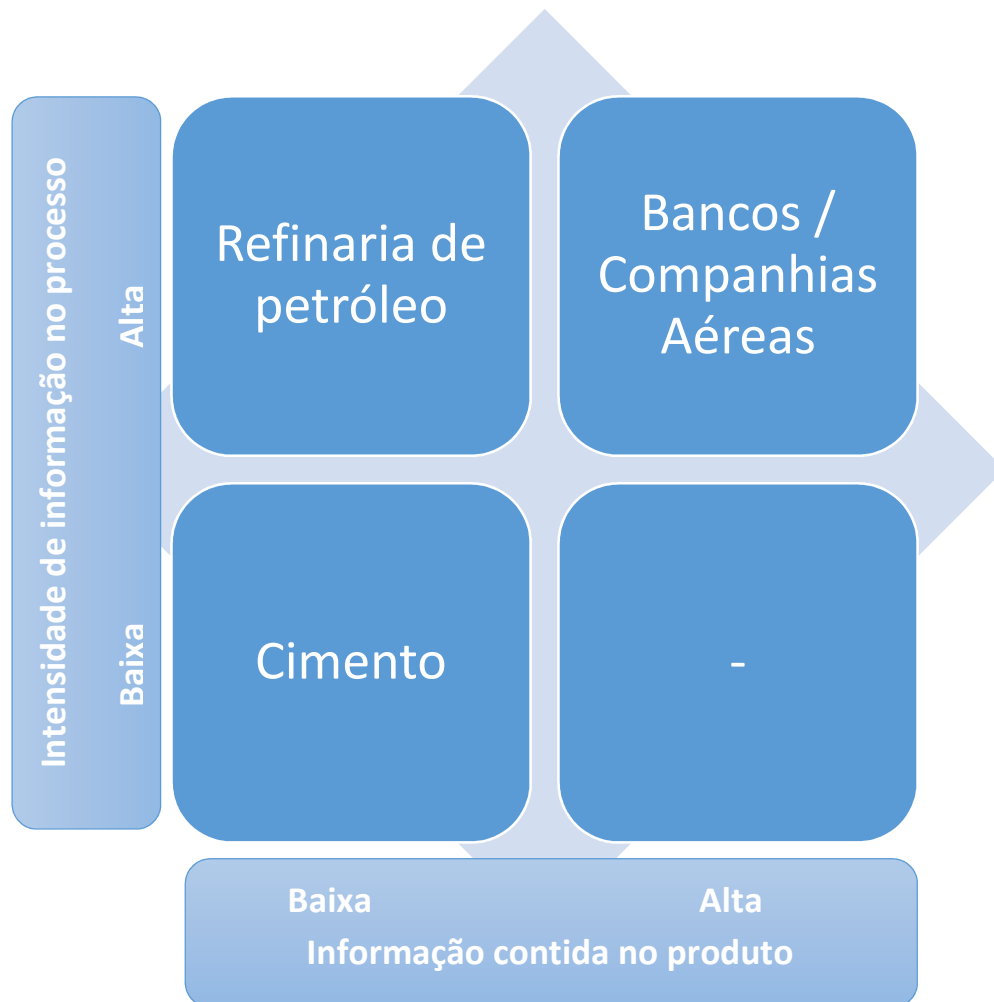 Intensidade de informação no processo
Alta
Baixa
Refinaria de
petróleo
Bancos /
Companhias
Aéreas
Cimento
-
Baixa Alta
Informação contida no produto